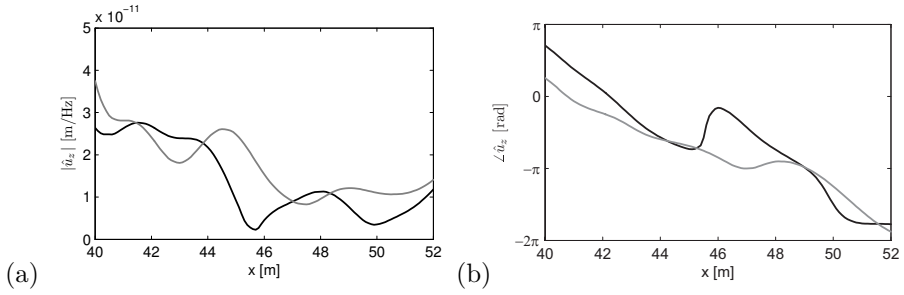 x 10⁻¹¹
5
4
3
2
1
0
|û_z| [m/Hz]
40 42 44 46 48 50 52
x [m]
(a)
π
0
−π
−2π
∠û_z [rad]
40 42 44 46 48 50 52
x [m]
(b)